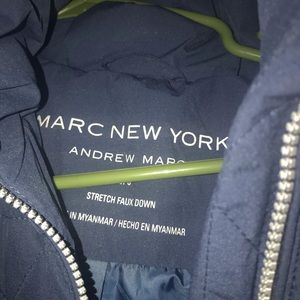 MARC NEW YORK
ANDREW MARC
STRETCH FAUX DOWN
IN MYANMAR / HECHO EN MYANMAR